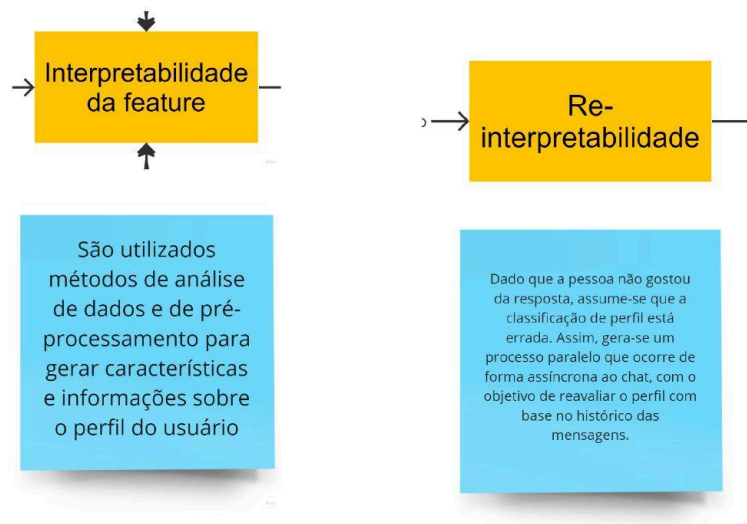 Interpretabilidade
da feature
São utilizados
métodos de análise
de dados e de pré-
processamento para
gerar características
e informações sobre
o perfil do usuário
Re-
interpretabilidade
Dado que a pessoa não gostou
da resposta, assume-se que a
classificação de perfil está
errada. Assim, gera-se um
processo paralelo que ocorre de
forma assíncrona ao chat, com o
objetivo de reavaliar o perfil com
base no histórico das
mensagens.